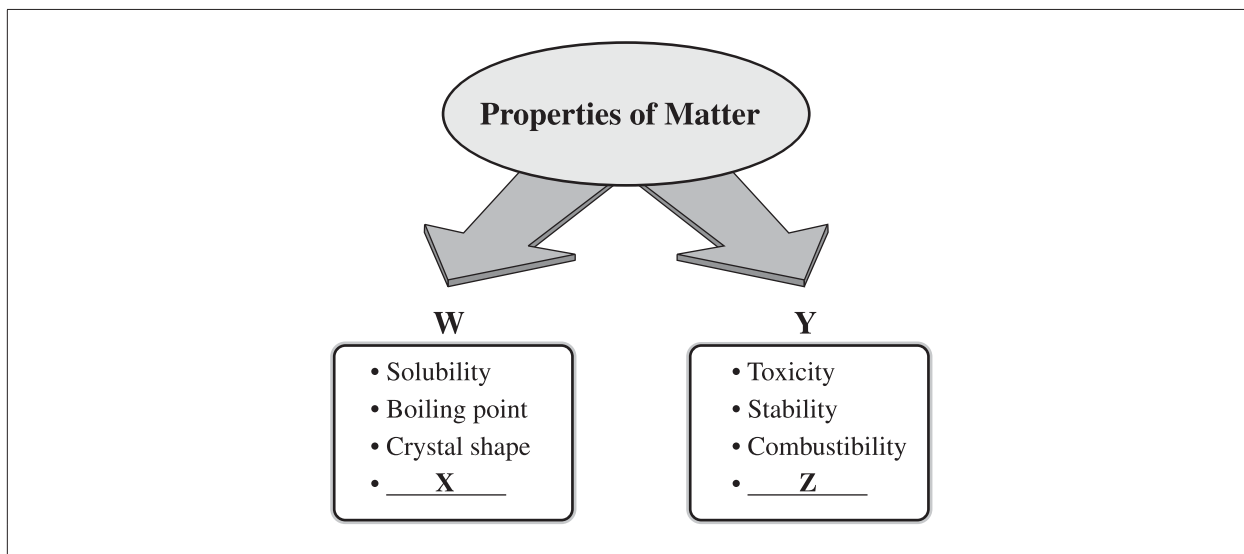 Properties of Matter
W
• Solubility
• Boiling point
• Crystal shape
• X
Y
• Toxicity
• Stability
• Combustibility
• Z